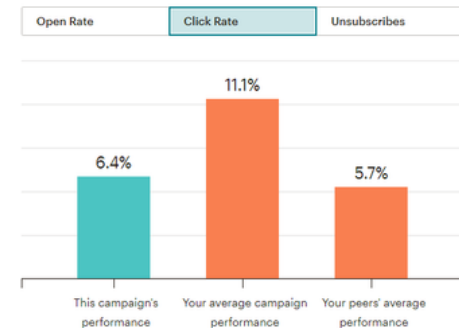 Open Rate Click Rate Unsubscribes
11.1%
6.4%
5.7%
This campaign's Your average campaign Your peers' average
performance performance performance